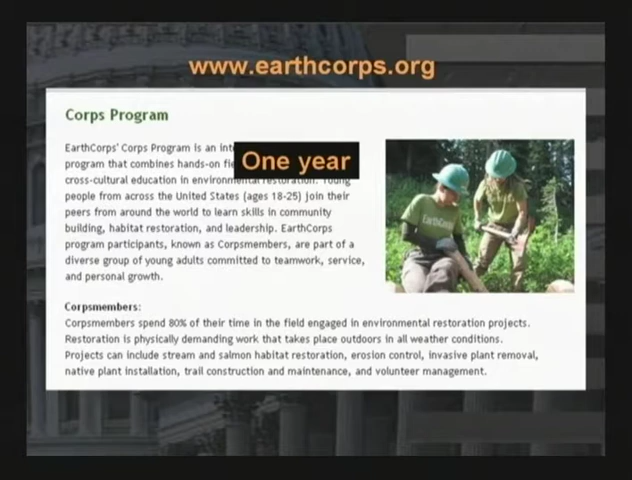 www.earthcorps.org
Corps Program
EarthCorps' Corps Program is an
program that combines hands-on
One year
cross-cultural education in environmental restoration. Young
people from across the United States (ages 18-25) join their
peers from around the world to learn skills in community
building, habitat restoration, and leadership. EarthCorps
program participants, known as Corpsmembers, are part of a
diverse group of young adults committed to teamwork, service,
and personal growth.
EarthCorps
Corpsmembers:
Corpsmembers spend 80% of their time in the field engaged in environmental restoration projects.
Restoration is physically demanding work that takes place outdoors in all weather conditions.
Projects can include stream and salmon habitat restoration, erosion control, invasive plant removal,
native plant installation, trail construction and maintenance, and volunteer management.